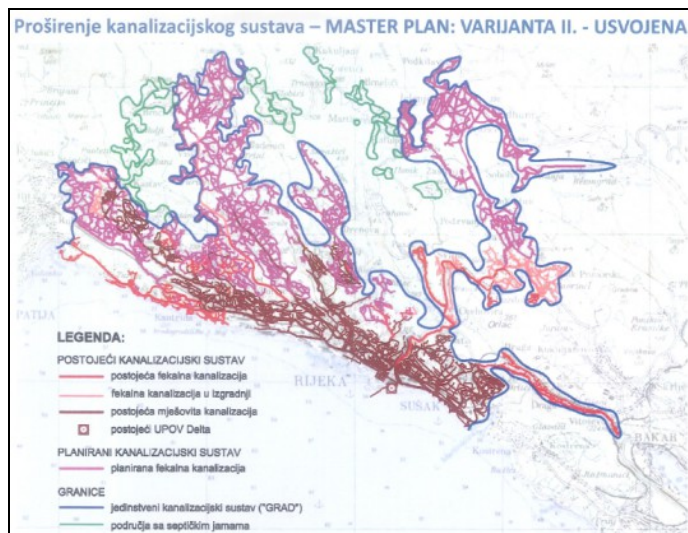 Proširenje kanalizacijskog sustava – MASTER PLAN: VARIJANTA II. - USVOJENA
PATIJA
RIJEKA
SUŠAK
BAKAR
LEGENDA:
POSTOJEĆI KANALIZACIJSKI SUSTAV
postojeća fekalna kanalizacija
fekalna kanalizacija u izgradnji
postojeća mješovita kanalizacija
postojeći UPOV Delta
PLANIRANI KANALIZACIJSKI SUSTAV
planirana fekalna kanalizacija
GRANICE
jedinstveni kanalizacijski sustav ("GRAD")
područja sa septičkim jamama